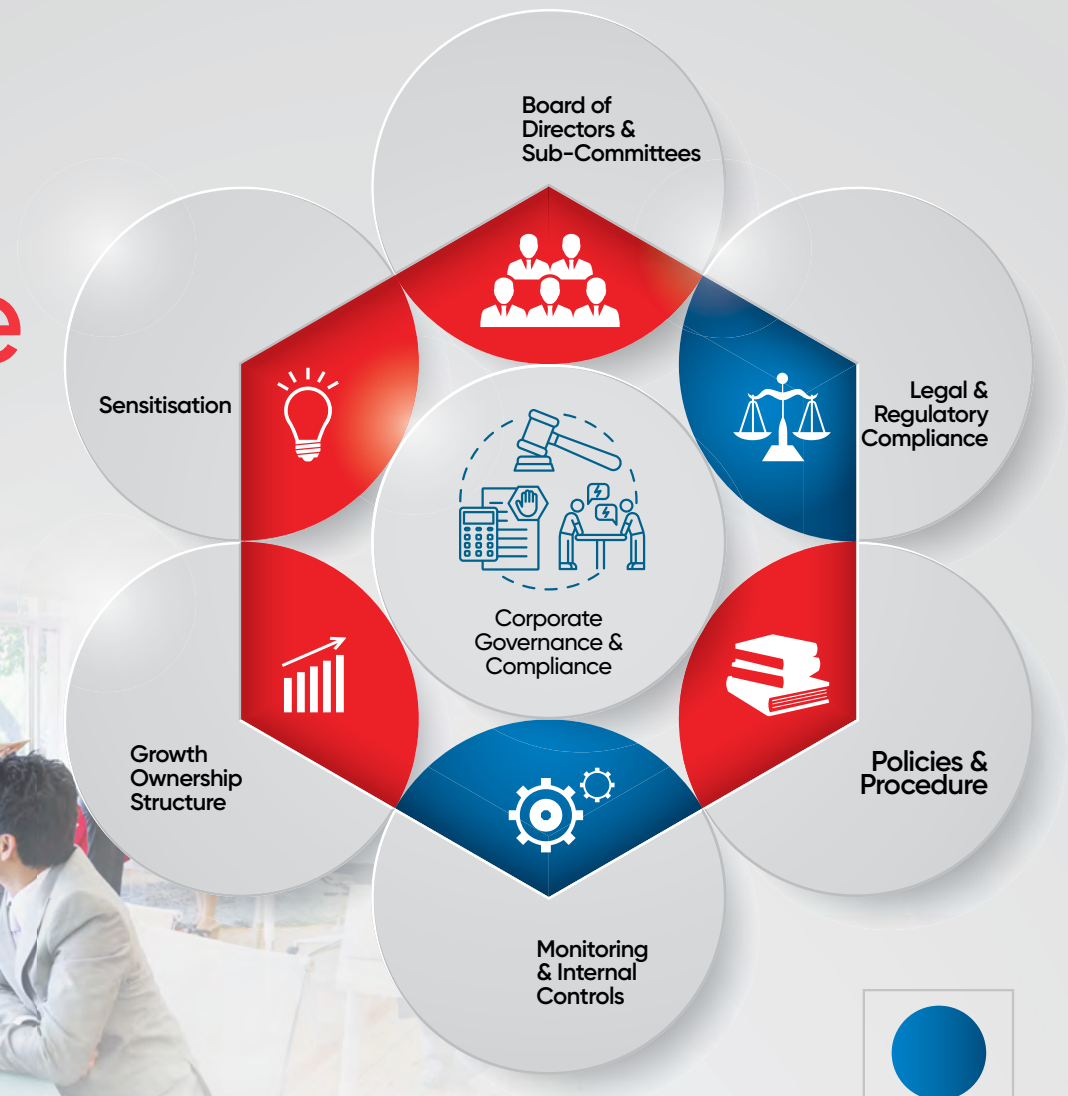 Board of
Directors &
Sub-Committees
Sensitisation
Legal &
Regulatory
Compliance
Corporate
Governance &
Compliance
Growth
Ownership
Structure
Policies &
Procedure
Monitoring
& Internal
Controls